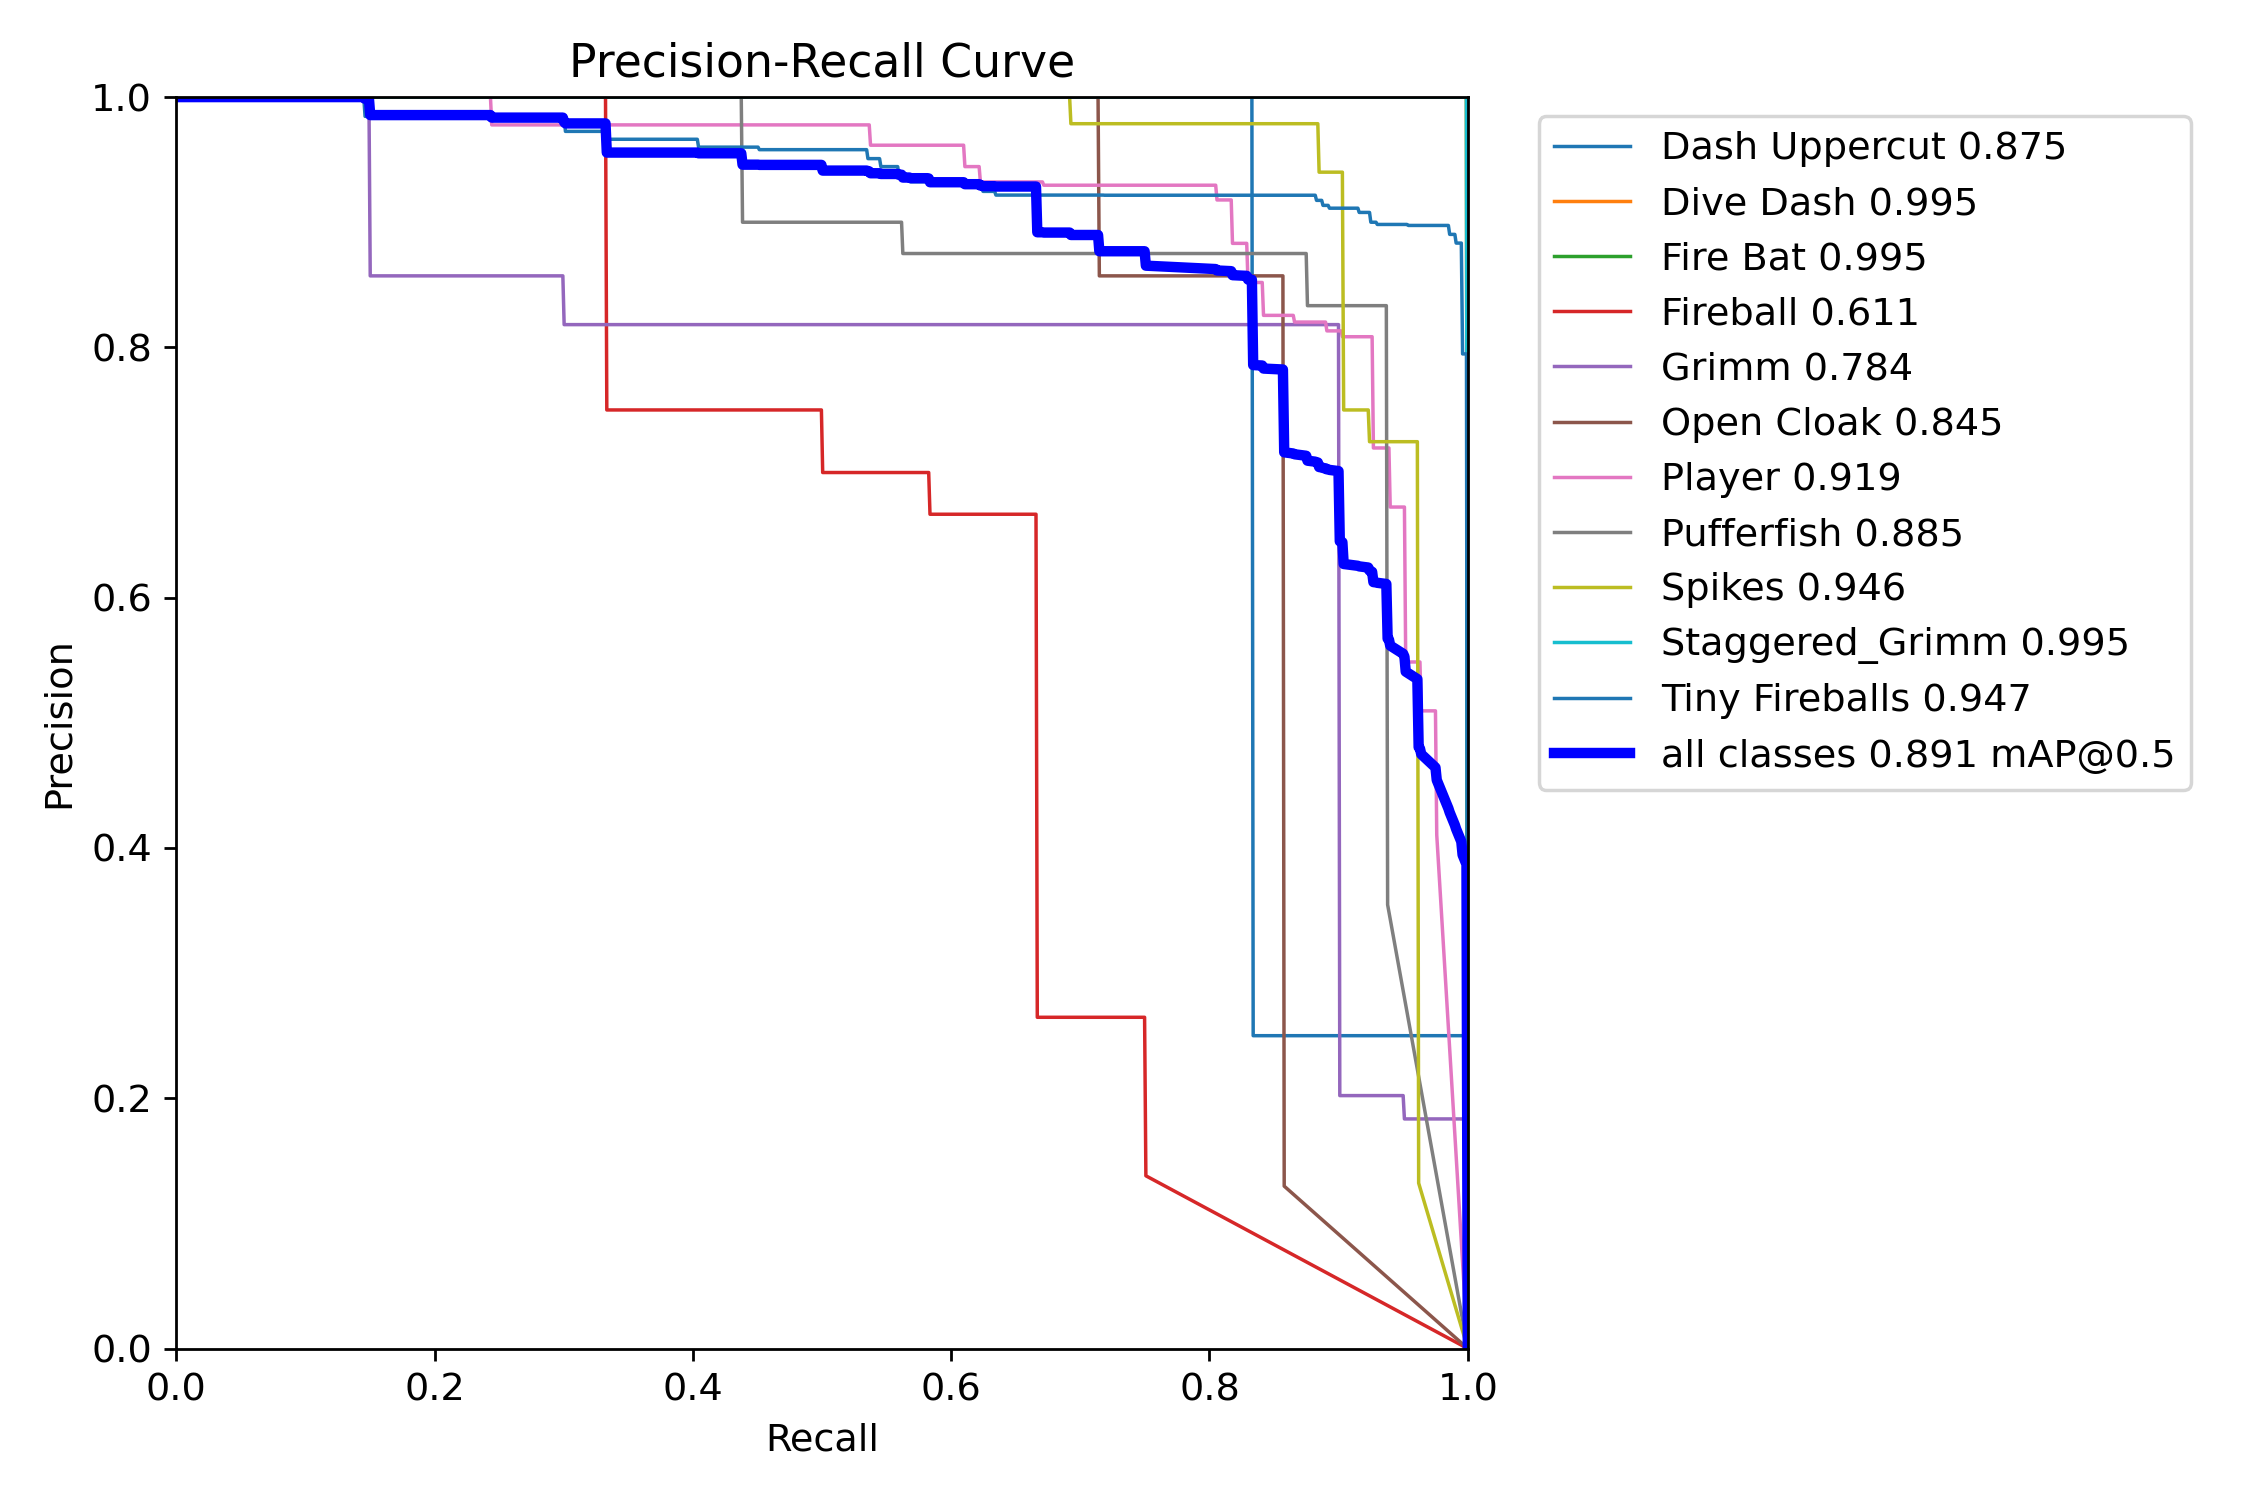 Precision-Recall Curve
1.0
0.8
0.6
0.4
0.2
0.0
Precision
0.0 0.2 0.4 0.6 0.8 1.0
Recall
Dash Uppercut 0.875
Dive Dash 0.995
Fire Bat 0.995
Fireball 0.611
Grimm 0.784
Open Cloak 0.845
Player 0.919
Pufferfish 0.885
Spikes 0.946
Staggered_Grimm 0.995
Tiny Fireballs 0.947
all classes 0.891 mAP@0.5